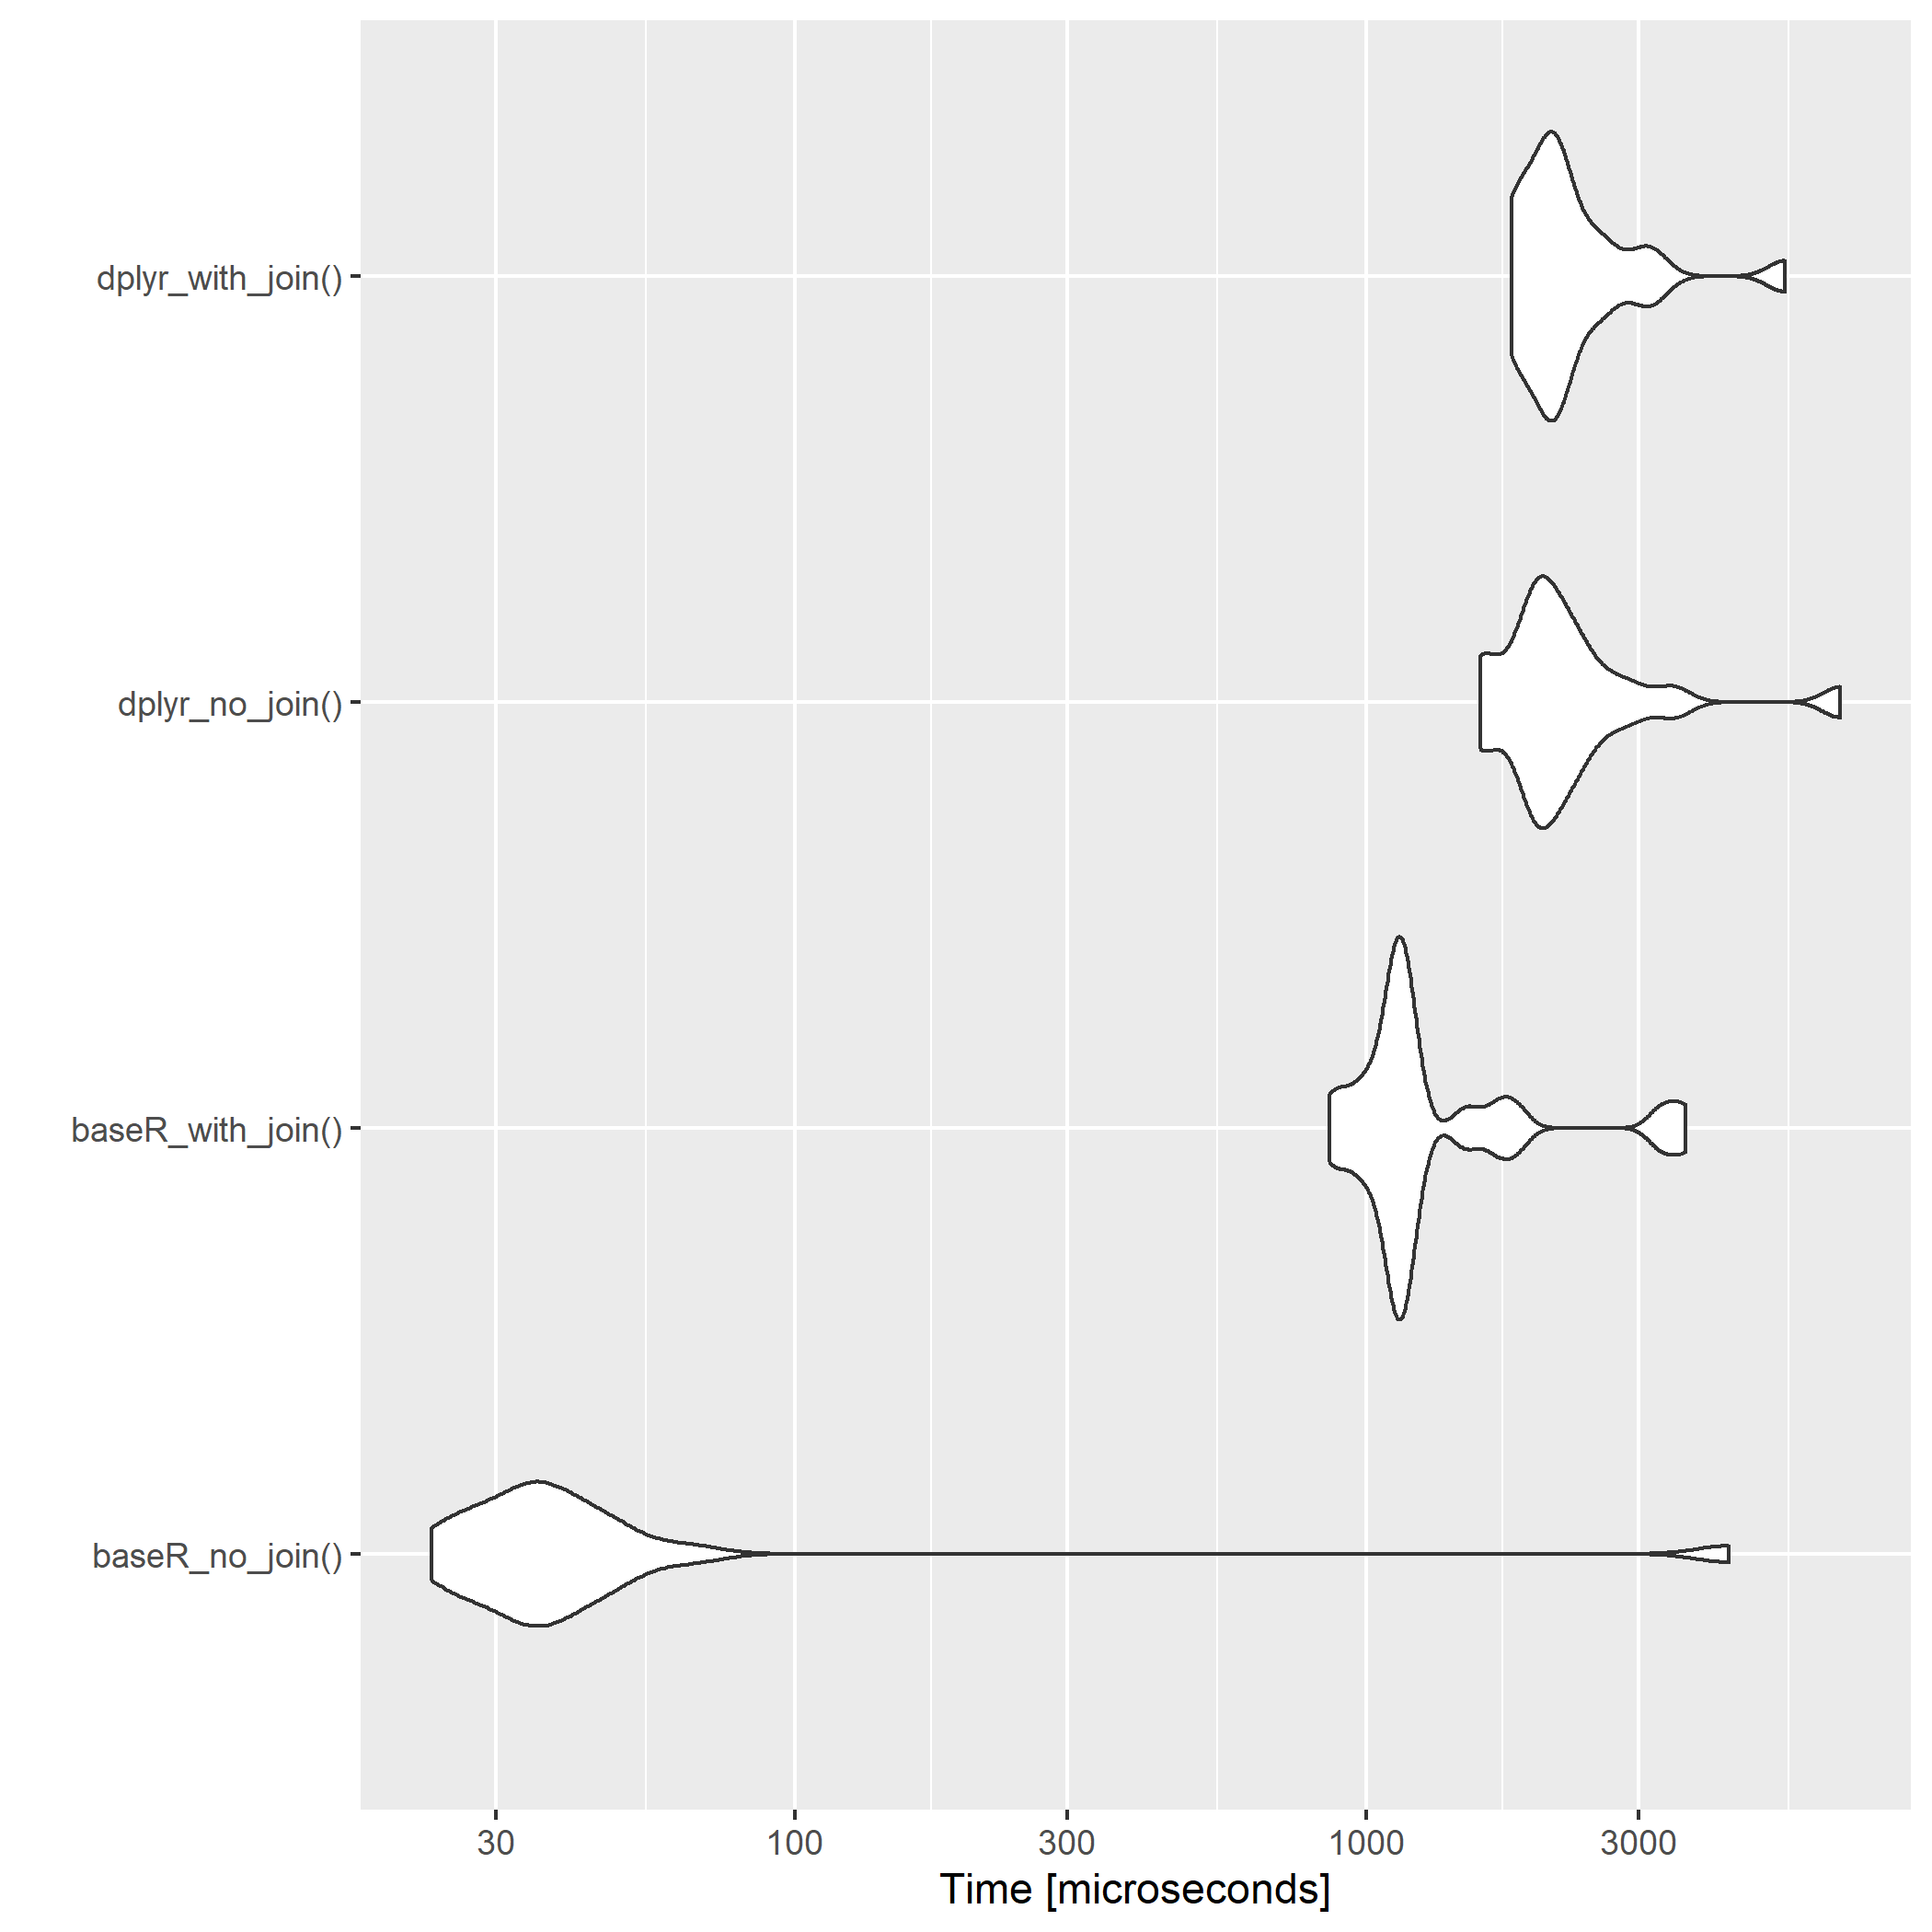 dplyr_with_join()
dplyr_no_join()
baseR_with_join()
baseR_no_join()
30 100 300 1000 3000
Time [microseconds]